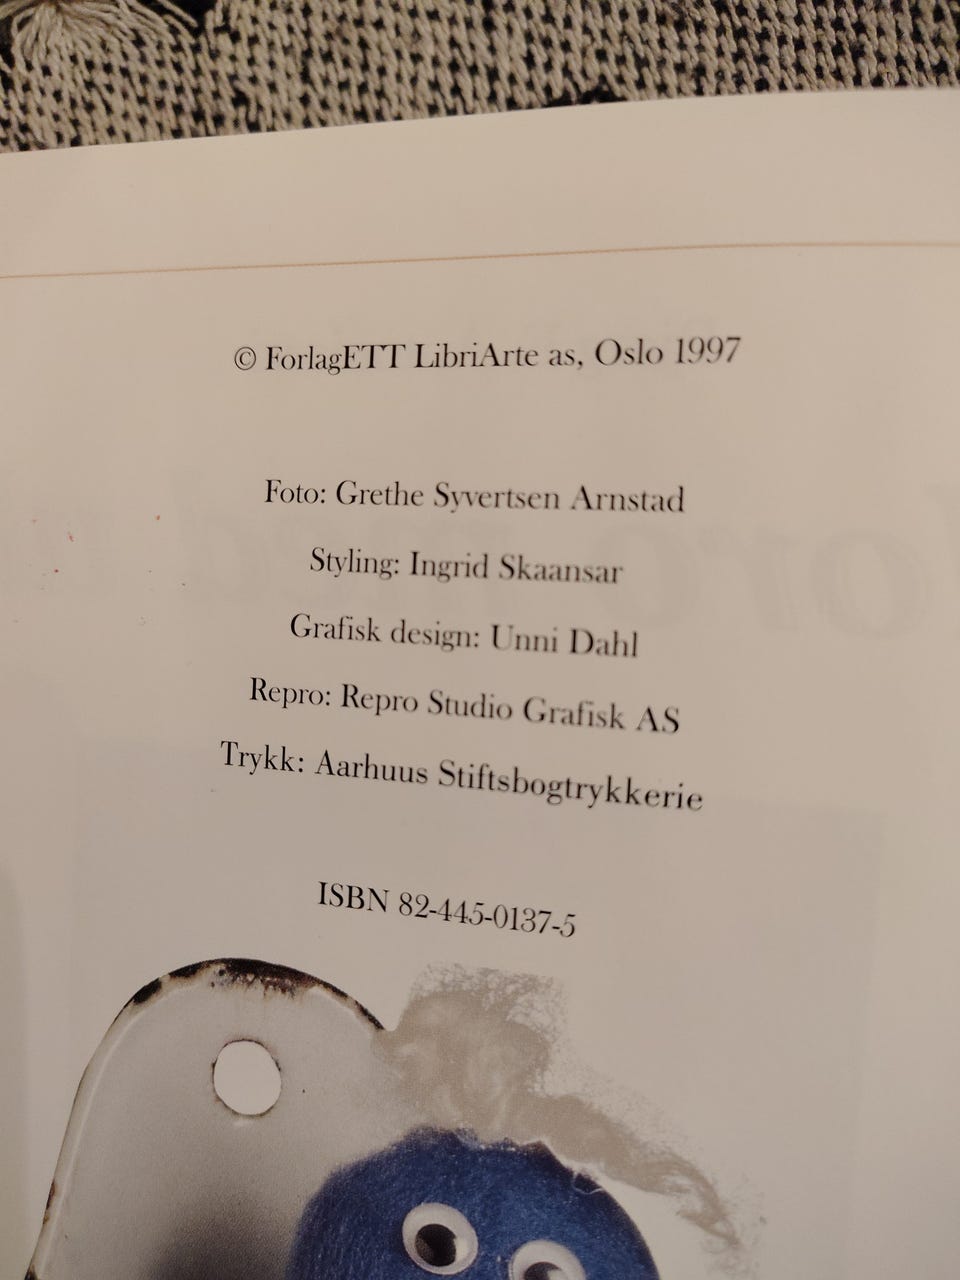 © ForlagETT LibriArte as, Oslo 1997
Foto: Grethe Syvertsen Arnstad
Styling: Ingrid Skaansar
Grafisk design: Unni Dahl
Repro: Repro Studio Grafisk AS
Trykk: Aarhuus Stiftsbogtrykkerie
ISBN 82-445-0137-5